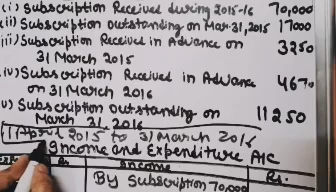 (i) Subscription Received during 2015-16 70,000
(ii) Subscription Outstanding on Mar 31, 2015 17000
(iii) Subscription Received in Advance on 3250
31 March 2015
(iv) Subscription Received in Advance 4670
on 31 March 2016
v) Subscription outstanding on 11250
March 31, 2016
1 April 2015 to 31 March 2016
Income and Expenditure A/C
Rs. Income Rs.
By Subscription 70,000